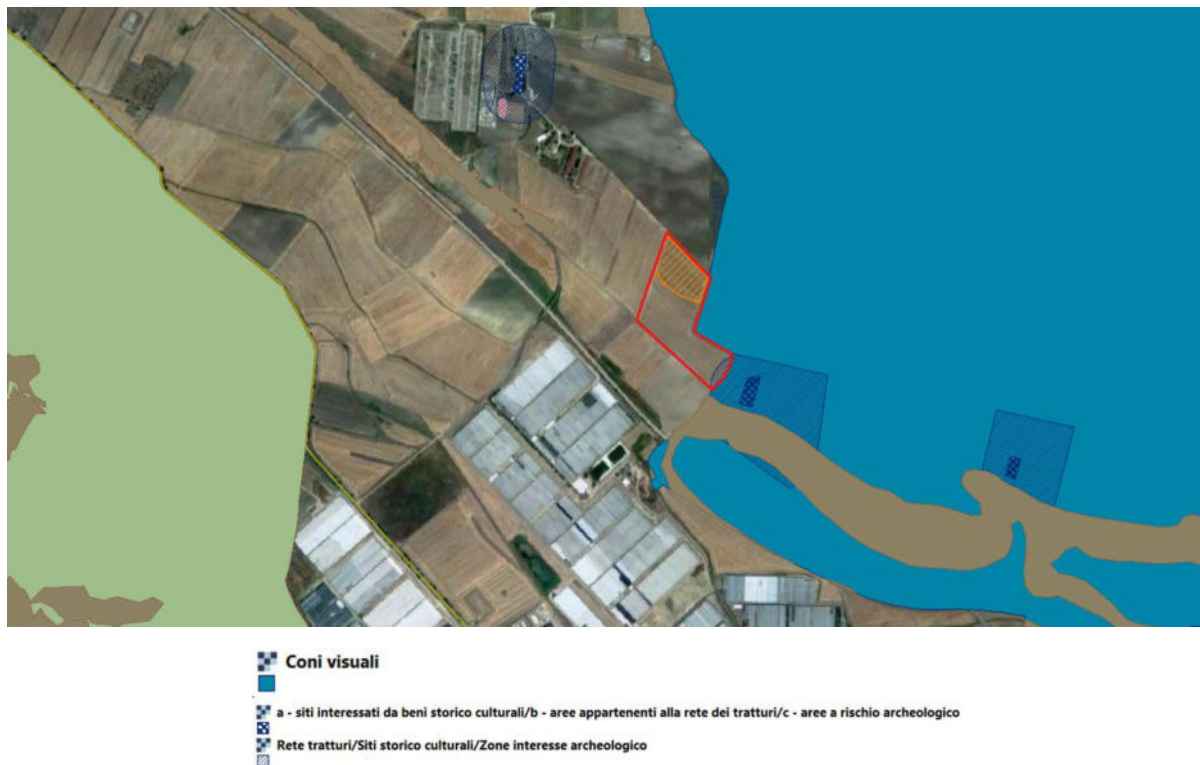 Coni visuali
a - siti interessati da beni storico culturali/b - aree appartenenti alla rete dei tratturi/c - aree a rischio archeologico
Rete tratturi/Siti storico culturali/Zone interesse archeologico